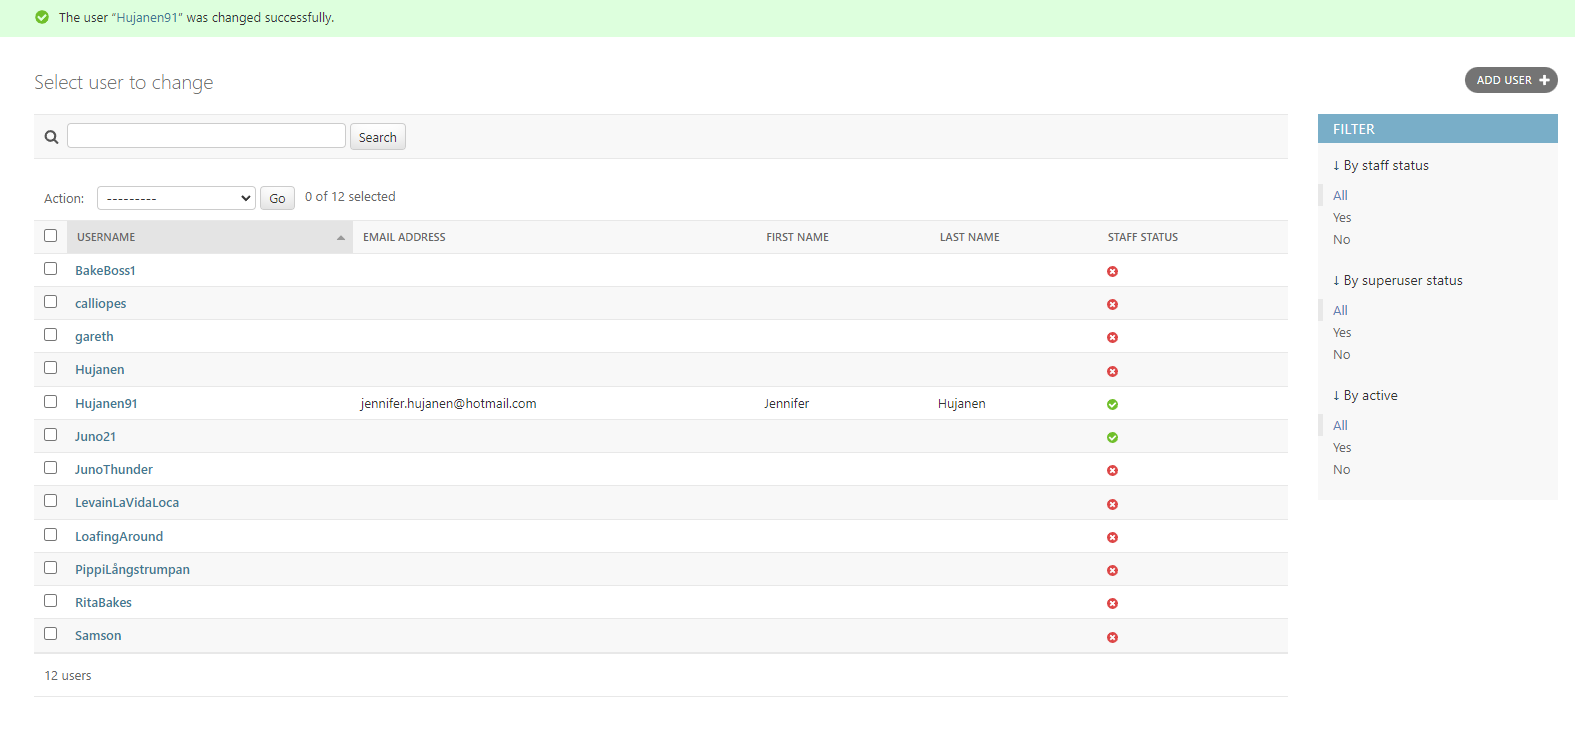 The user “Hujanen91” was changed successfully.
Select user to change
ADD USER +
Search
Action: --------- Go 0 of 12 selected
USERNAME EMAIL ADDRESS FIRST NAME LAST NAME STAFF STATUS
BakeBoss1
calliopes
gareth
Hujanen
Hujanen91 jennifer.hujanen@hotmail.com Jennifer Hujanen
Juno21
JunoThunder
LevainLaVidaLoca
LoafingAround
PippiLångstrumpan
RitaBakes
Samson
12 users
FILTER
↓ By staff status
All
Yes
No
↓ By superuser status
All
Yes
No
↓ By active
All
Yes
No